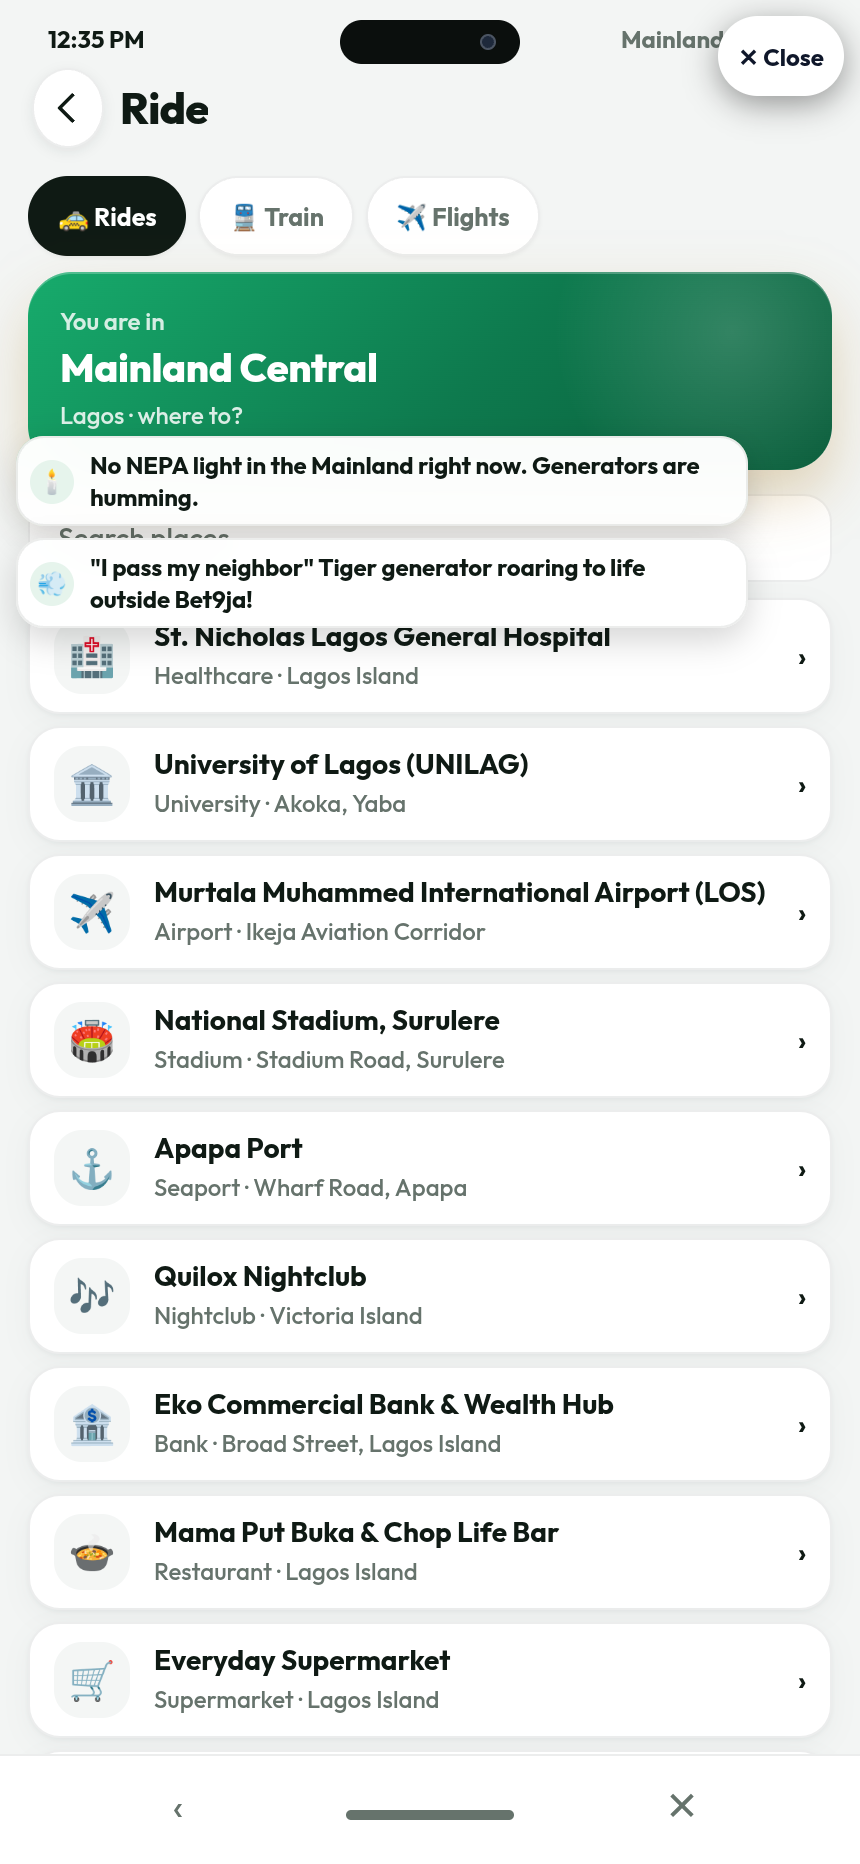 12:35 PM
Mainland
✕ Close
Ride
Rides
Train
Flights
You are in
Mainland Central
Lagos · where to?
No NEPA light in the Mainland right now. Generators are
humming.
Search places
"I pass my neighbor" Tiger generator roaring to life
outside Bet9ja!
St. Nicholas Lagos General Hospital
Healthcare · Lagos Island
University of Lagos (UNILAG)
University · Akoka, Yaba
Murtala Muhammed International Airport (LOS)
Airport · Ikeja Aviation Corridor
National Stadium, Surulere
Stadium · Stadium Road, Surulere
Apapa Port
Seaport · Wharf Road, Apapa
Quilox Nightclub
Nightclub · Victoria Island
Eko Commercial Bank & Wealth Hub
Bank · Broad Street, Lagos Island
Mama Put Buka & Chop Life Bar
Restaurant · Lagos Island
Everyday Supermarket
Supermarket · Lagos Island